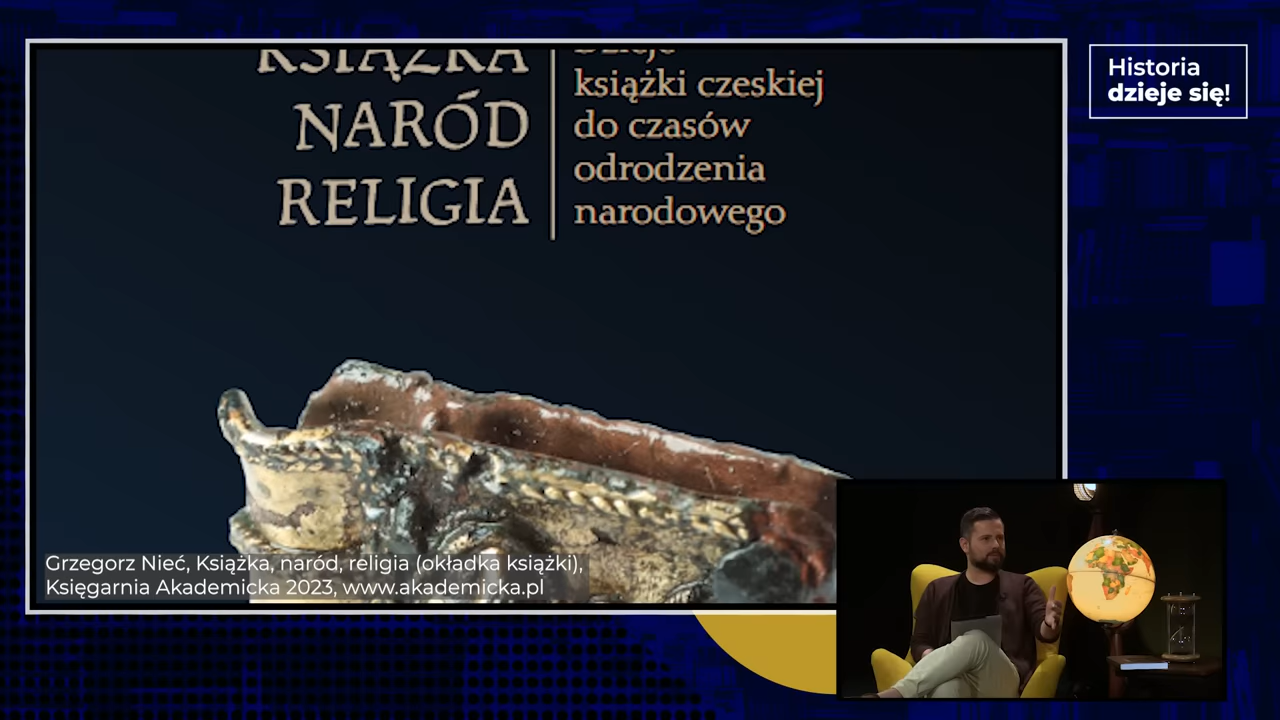 KSIĄŻKA
NARÓD
RELIGIA
Dzieje
książki czeskiej
do czasów
odrodzenia
narodowego
Historia
dzieje się!
Grzegorz Nieć, Książka, naród, religia (okładka książki),
Księgarnia Akademicka 2023, www.akademicka.pl